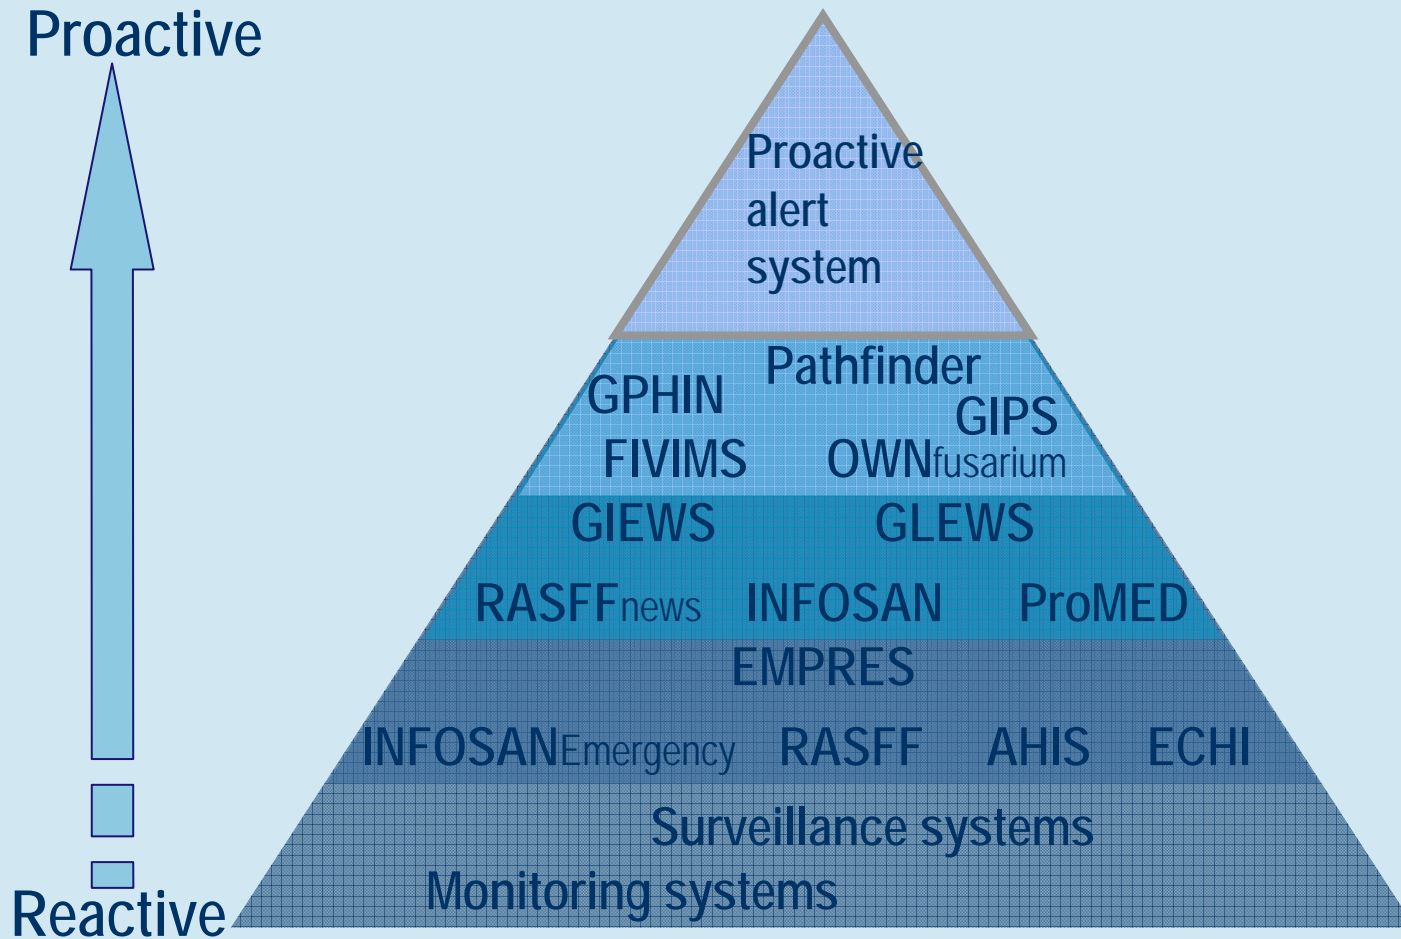 Proactive
Proactive
alert
system
Pathfinder
GPHIN
GIPS
FIVIMS OWNfusarium
GIEWS GLEWS
RASFFnews INFOSAN ProMED
EMPRES
INFOSANEmergency RASFF AHIS ECHI
Surveillance systems
Monitoring systems
Reactive